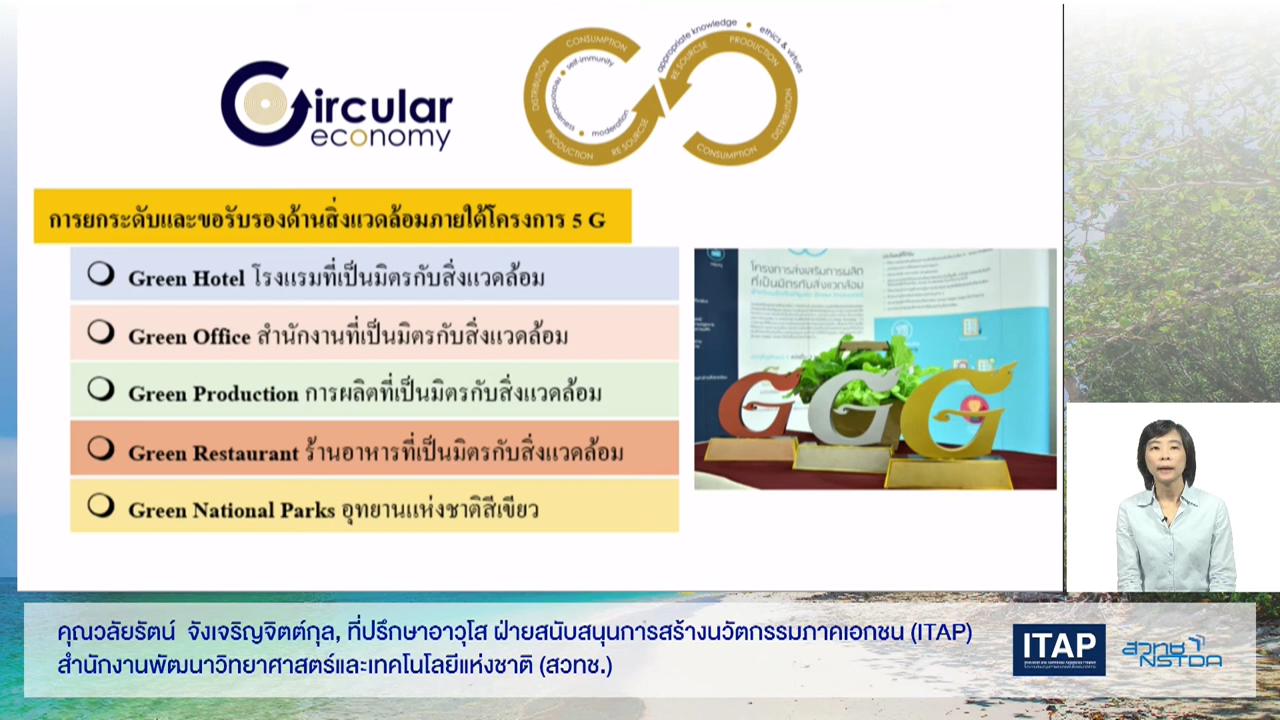 Circular
economy
CONSUMPTION
DISTRIBUTION
PRODUCTION
RE SOURCSE
self-immunity
reasonableness
moderation
appropriate knowledge
ethics & virtues
RE SOURCSE
PRODUCTION
DISTRIBUTION
CONSUMPTION
การยกระดับและขอรับรองด้านสิ่งแวดล้อมภายใต้โครงการ 5 G
Green Hotel โรงแรมที่เป็นมิตรกับสิ่งแวดล้อม
Green Office สำนักงานที่เป็นมิตรกับสิ่งแวดล้อม
Green Production การผลิตที่เป็นมิตรกับสิ่งแวดล้อม
Green Restaurant ร้านอาหารที่เป็นมิตรกับสิ่งแวดล้อม
Green National Parks อุทยานแห่งชาติสีเขียว
โครงการส่งเสริมการผลิต
ที่เป็นมิตรกับสิ่งแวดล้อม
G G G
คุณวลัยรัตน์ จังเจริญจิตต์กุล, ที่ปรึกษาอาวุโส ฝ่ายสนับสนุนการสร้างนวัตกรรมภาคเอกชน (ITAP)
สำนักงานพัฒนาวิทยาศาสตร์และเทคโนโลยีแห่งชาติ (สวทช.)
ITAP
สวทช
NSTDA